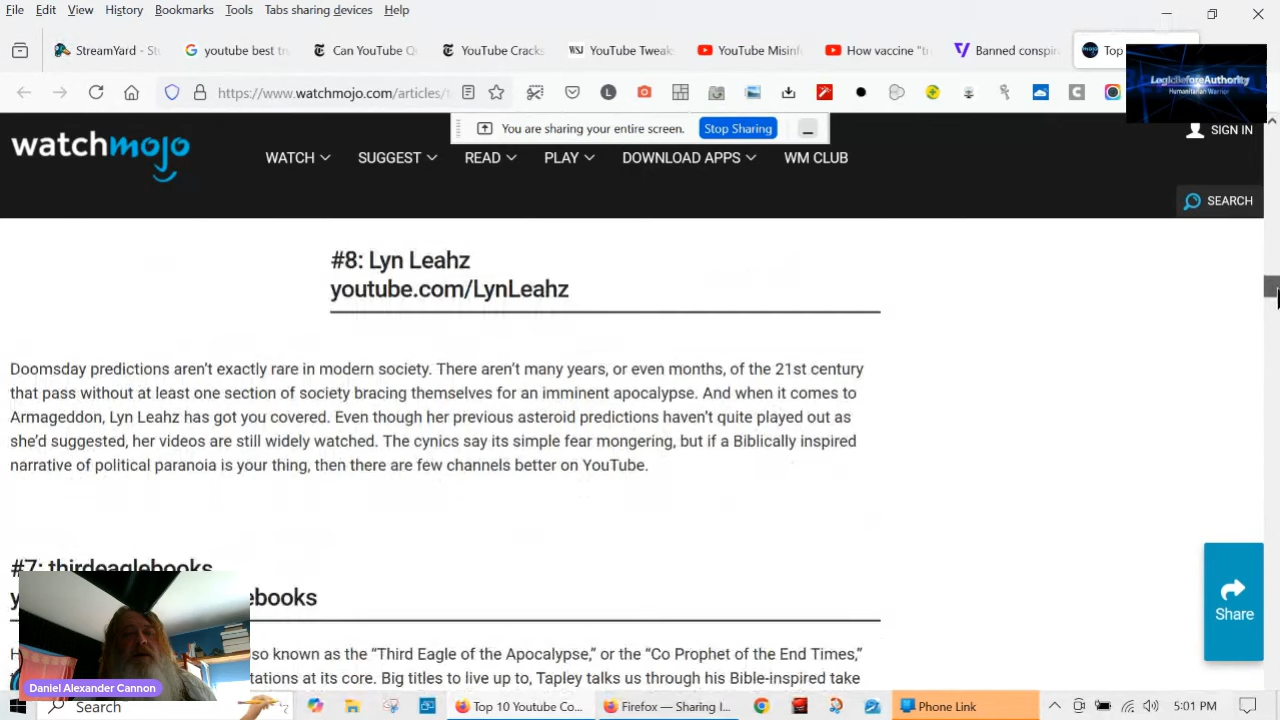 File Edit View History Bookmarks Tools Tabs sharing devices Help
StreamYard - St
youtube best tr
Can YouTube Q
YouTube Cracks
YouTube Tweak
YouTube Misinf
How vaccine "tr
Banned conspir
Top
https://www.watchmojo.com/articles/t
LogicBeforeAuthority
Humanitarian Warrior
You are sharing your entire screen. Stop Sharing
watchmojo
WATCH SUGGEST READ PLAY DOWNLOAD APPS WM CLUB
SIGN IN
SEARCH
#8: Lyn Leahz
youtube.com/LynLeahz
Doomsday predictions aren't exactly rare in modern society. There aren't many years, or even months, of the 21st century
that pass without at least one section of society bracing themselves for an imminent apocalypse. And when it comes to
Armageddon, Lyn Leahz has got you covered. Even though her previous asteroid predictions haven't quite played out as
she'd suggested, her videos are still widely watched. The cynics say its simple fear mongering, but if a Biblically inspired
narrative of political paranoia is your thing, then there are few channels better on YouTube.
#7: thirdeaglebooks
ebooks
so known as the “Third Eagle of the Apocalypse,” or the “Co Prophet of the End Times,”
tations at its core. Big titles to live up to, Tapley talks us through his Bible-inspired take
Share
Daniel Alexander Cannon
Search
Top 10 Youtube Co...
Firefox — Sharing I...
Phone Link
5:01 PM